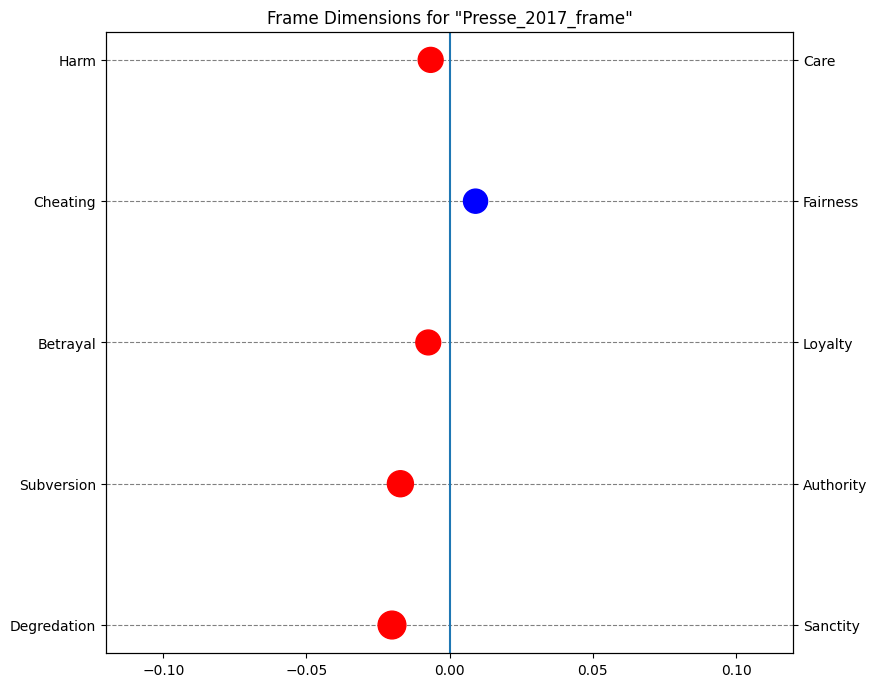 Frame Dimensions for "Presse_2017_frame"
Harm Care
Cheating Fairness
Betrayal Loyalty
Subversion Authority
Degredation Sanctity
−0.10 −0.05 0.00 0.05 0.10